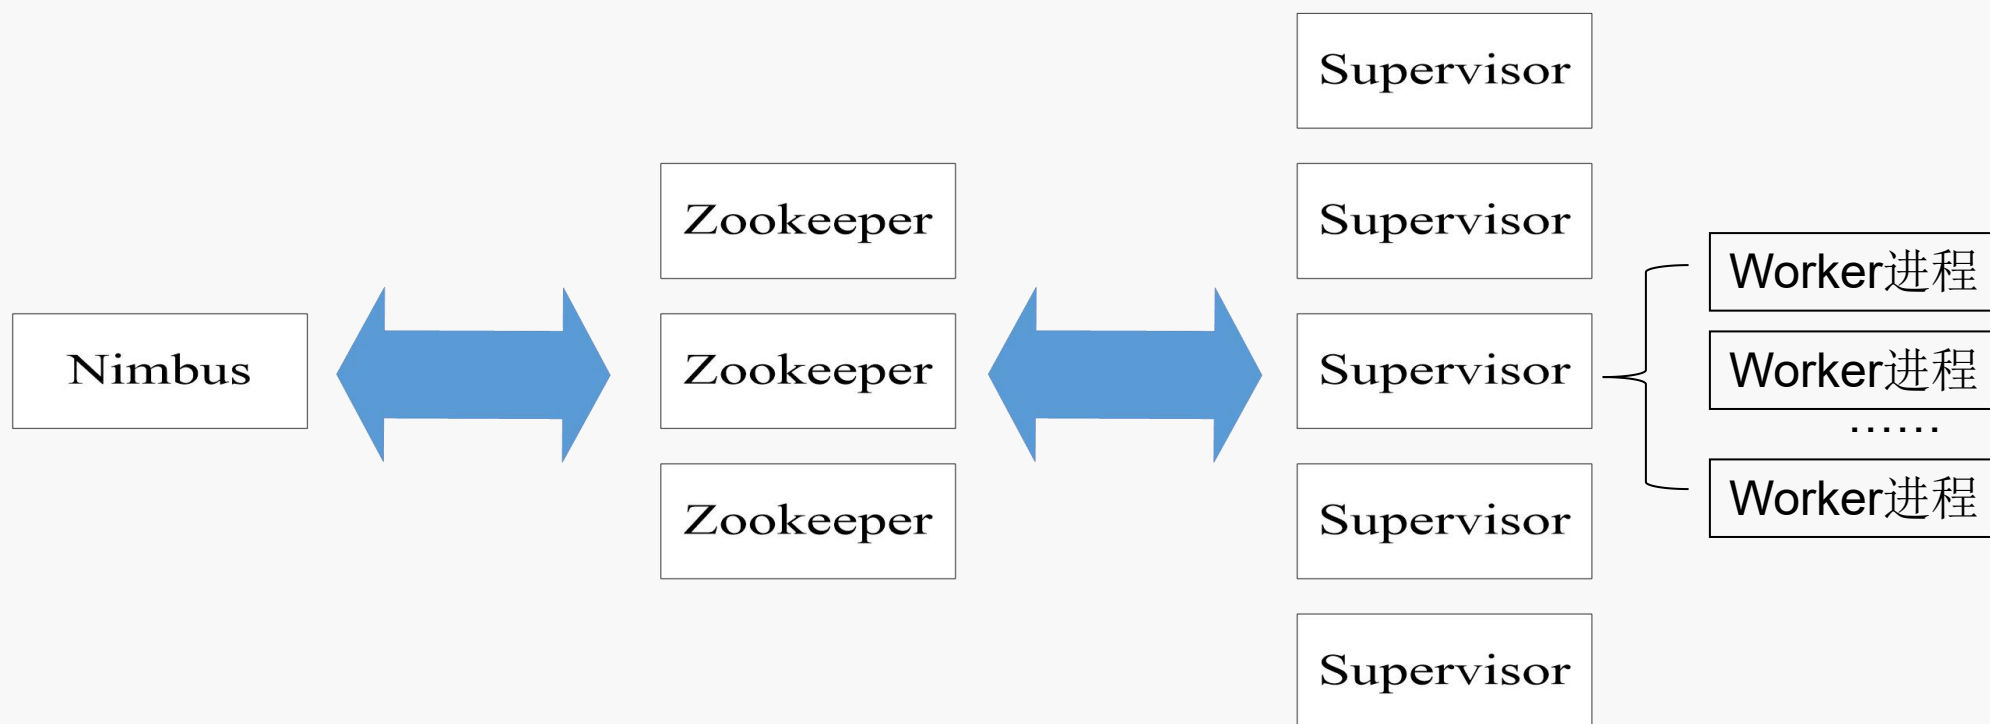 Nimbus
Zookeeper
Zookeeper
Zookeeper
Supervisor
Supervisor
Supervisor
Supervisor
Supervisor
Worker进程
Worker进程
……
Worker进程